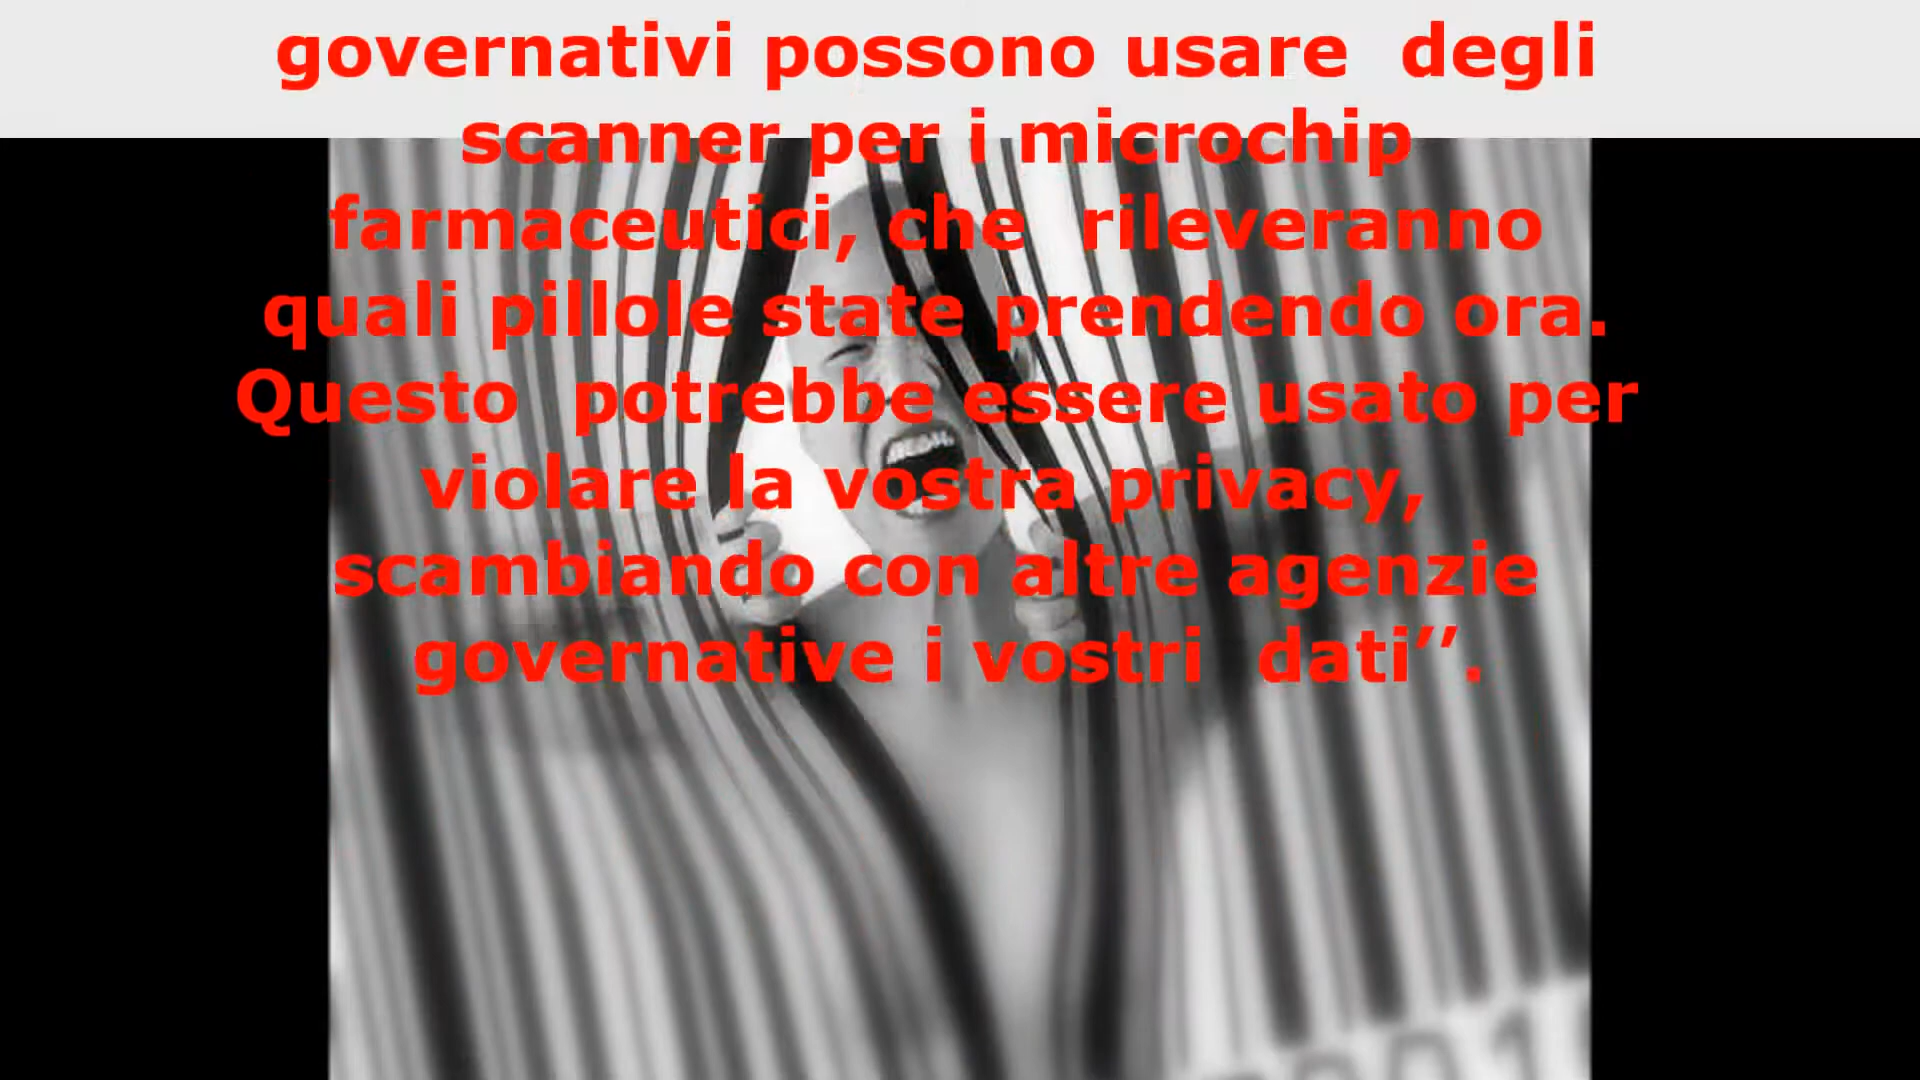 governativi possono usare degli
scanner per i microchip
farmaceutici, che rileveranno
quali pillole state prendendo ora.
Questo potrebbe essere usato per
violare la vostra privacy,
scambiando con altre agenzie
governative i vostri dati’’.